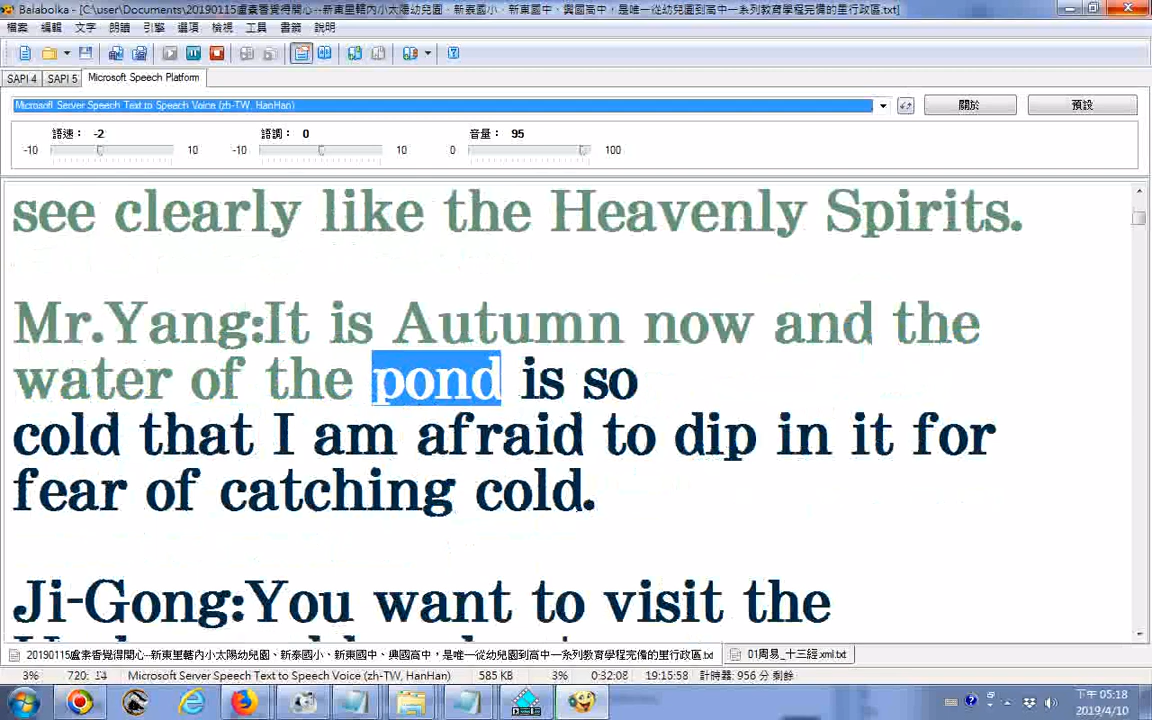 Balabolka - [C:\user\Documents\20190115盧素香覺得開心--新東里轄內小太陽幼兒園、新泰國小、新東國中、興國高中，是唯一從幼兒園到高中一系列教育學程完備的里行政區.txt]
檔案 編輯 文字 朗讀 引擎 選項 檢視 工具 書籤 說明
SAPI 4 SAPI 5 Microsoft Speech Platform
Microsoft Server Speech Text to Speech Voice (zh-TW, HanHan) 關於 預設
語速： -2 語調： 0 音量： 95
-10 10 -10 10 0 100
see clearly like the Heavenly Spirits.
Mr.Yang:It is Autumn now and the
water of the pond is so
cold that I am afraid to dip in it for
fear of catching cold.
Ji-Gong:You want to visit the
20190115盧素香覺得開心--新東里轄內小太陽幼兒園、新泰國小、新東國中、興國高中，是唯一從幼兒園到高中一系列教育學程完備的里行政區.txt 01周易_十三經.xml.txt
3% 720: 14 Microsoft Server Speech Text to Speech Voice (zh-TW, HanHan) 585 KB 3% 0:32:08 19:15:58 計時器: 956 分 剩餘
下午 05:18
2019/4/10